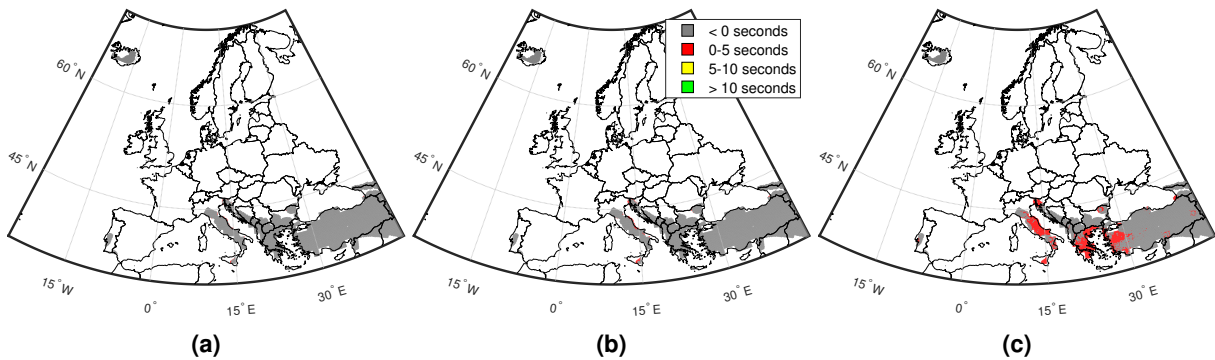 60° N
45° N
15° W
0°
15° E
30° E
(a)
60° N
45° N
15° W
0°
15° E
30° E
< 0 seconds
0-5 seconds
5-10 seconds
> 10 seconds
(b)
60° N
45° N
15° W
0°
15° E
30° E
(c)